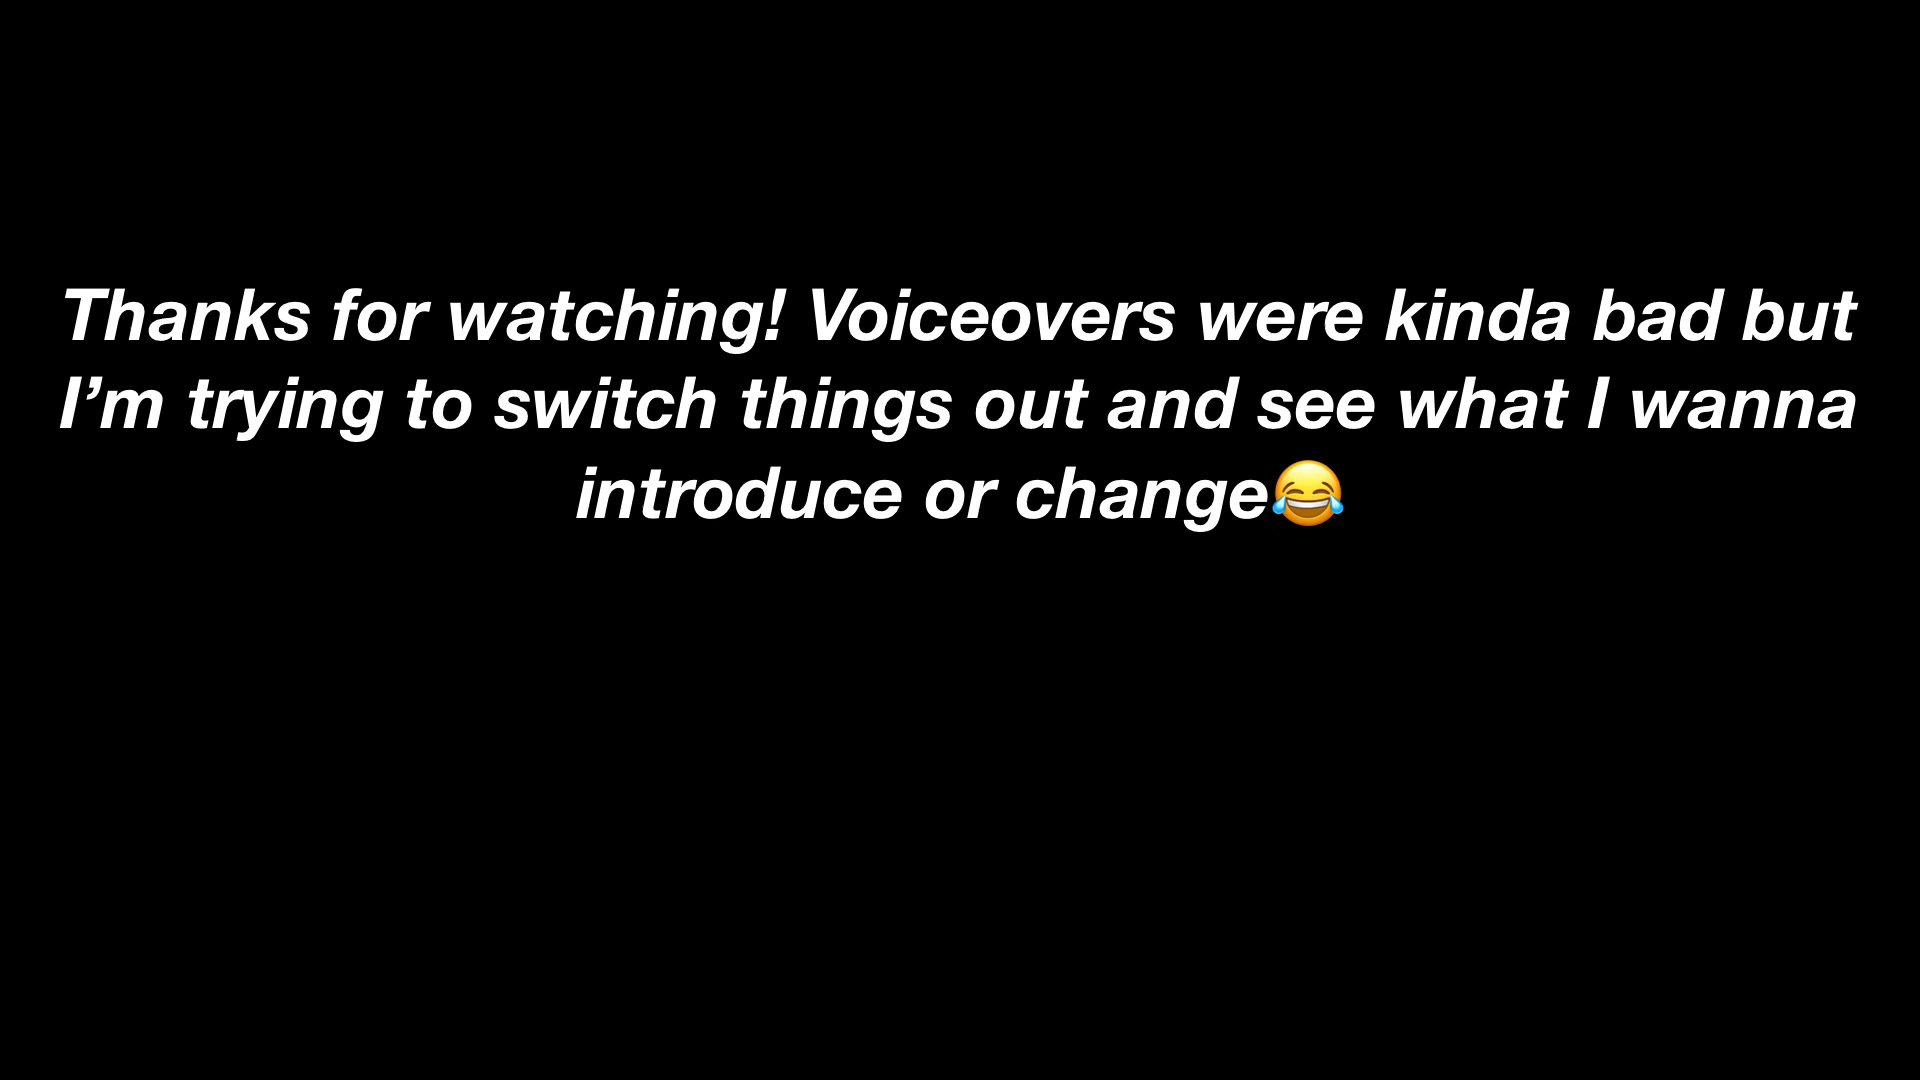 Thanks for watching! Voiceovers were kinda bad but
I’m trying to switch things out and see what I wanna
introduce or change😂